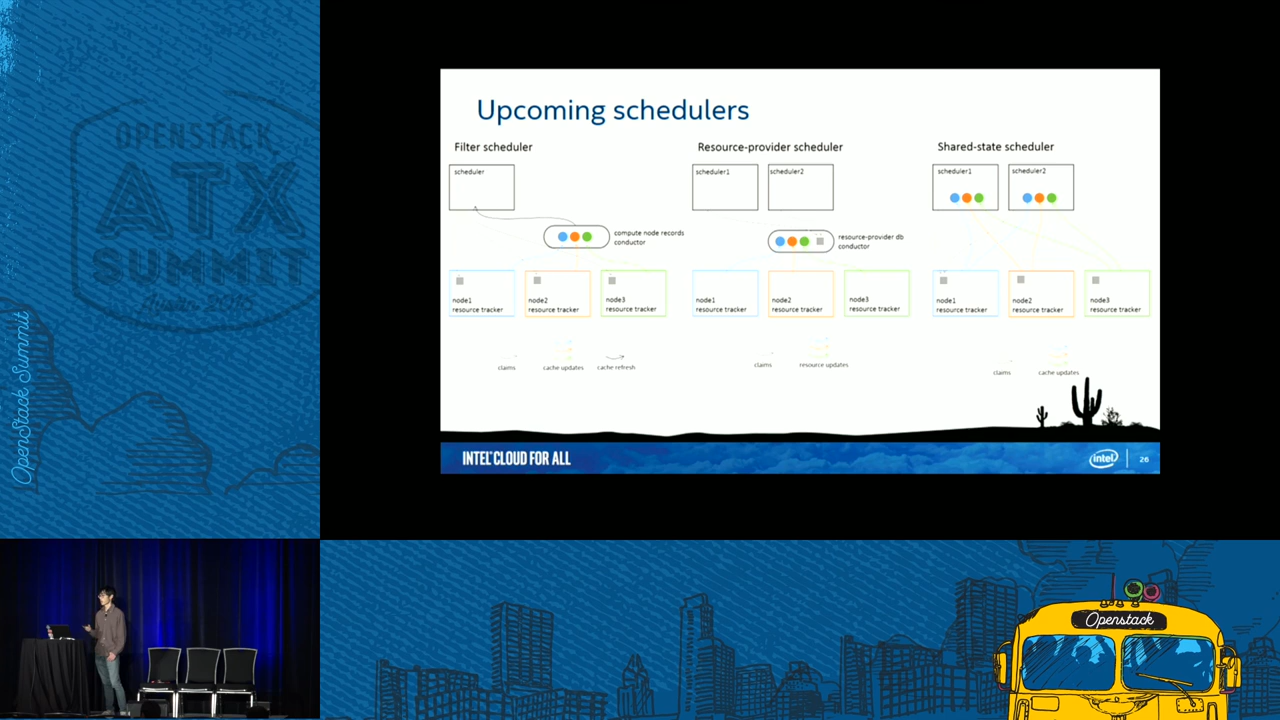 OPENSTACK
ATX
SUMMIT
OpenStack Summit
Upcoming schedulers
Filter scheduler
scheduler
compute node records
conductor
node1
resource tracker
node2
resource tracker
node3
resource tracker
claims
cache updates
cache refresh
Resource-provider scheduler
scheduler1
scheduler2
resource-provider db
conductor
node1
resource tracker
node2
resource tracker
node3
resource tracker
claims
resource updates
Shared-state scheduler
scheduler1
scheduler2
node1
resource tracker
node2
resource tracker
node3
resource tracker
claims
cache updates
INTEL® CLOUD FOR ALL
intel
26
Openstack